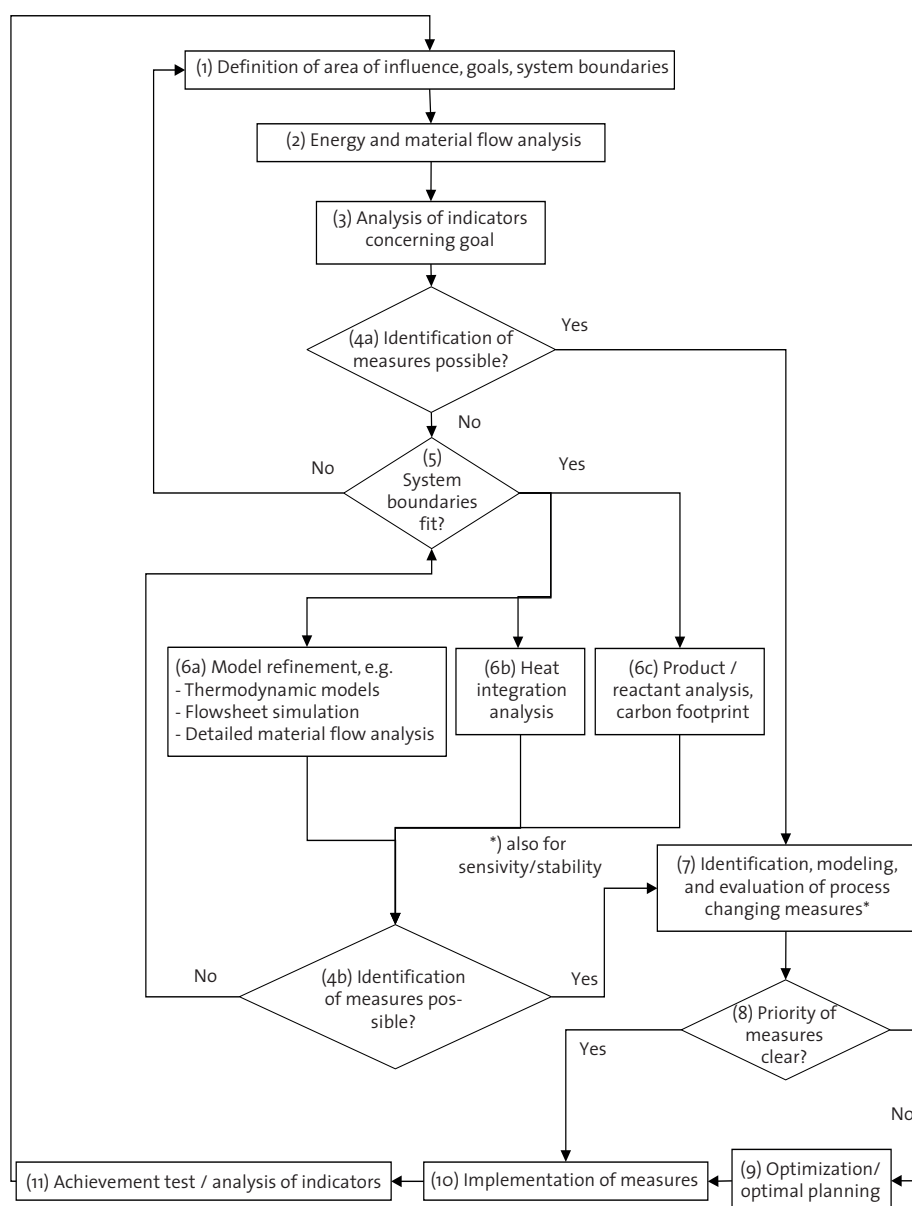 (1) Definition of area of influence, goals, system boundaries
(2) Energy and material flow analysis
(3) Analysis of indicators
concerning goal
(4a) Identification of
measures possible?
Yes
No
(5)
System
boundaries
fit?
No
Yes
(6a) Model refinement, e.g.
- Thermodynamic models
- Flowsheet simulation
- Detailed material flow analysis
(6b) Heat
integration
analysis
(6c) Product /
reactant analysis,
carbon footprint
*) also for
sensivity/stability
(7) Identification, modeling,
and evaluation of process
changing measures*
(4b) Identification
of measures pos-
sible?
No
Yes
(8) Priority of
measures
clear?
Yes
No
(9) Optimization/
optimal planning
(10) Implementation of measures
(11) Achievement test / analysis of indicators